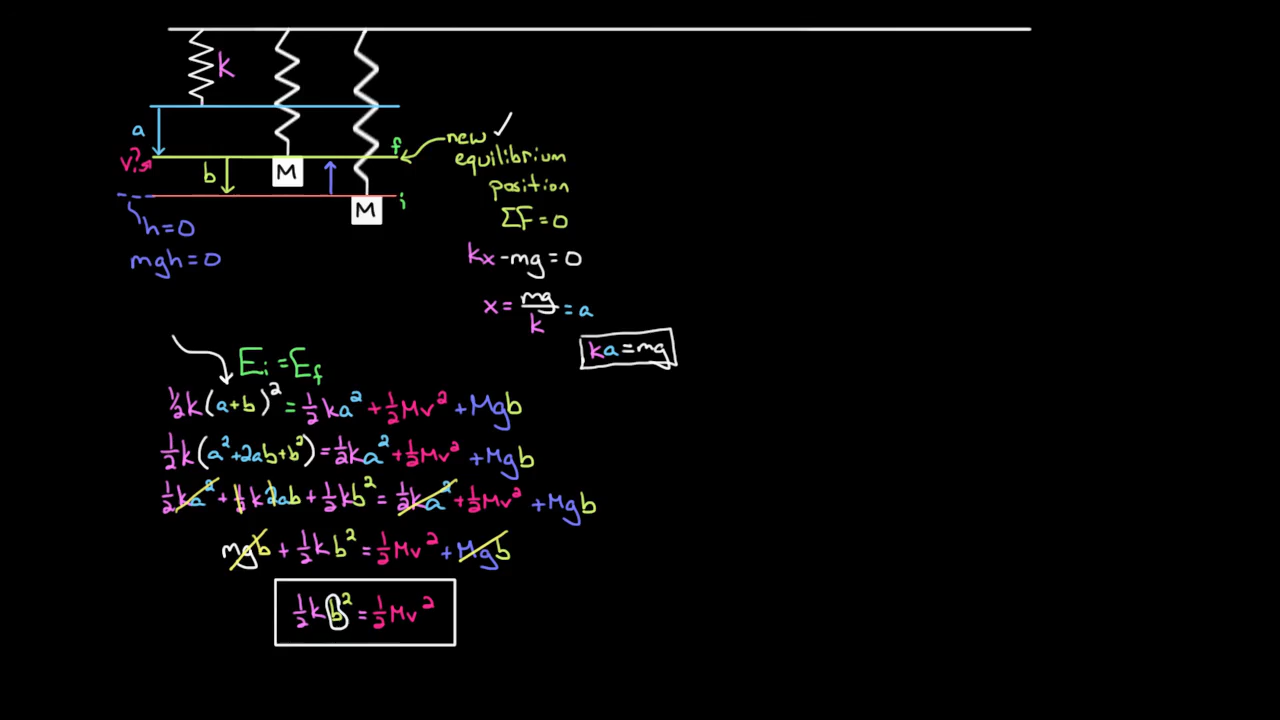 k
a
new
f
equilibrium
v?
b
M
position
i
M
ΣF = 0
h = 0
mgh = 0
kx - mg = 0
x = mg/k = a
ka = mg
Ei = Ef
½k(a+b)² = ½ka² + ½Mv² + Mgb
½k(a² + 2ab + b²) = ½ka² + ½Mv² + Mgb
½ka² + ½k2ab + ½kb² = ½ka² + ½Mv² + Mgb
mgb + ½kb² = ½Mv² + Mgb
½kb² = ½Mv²